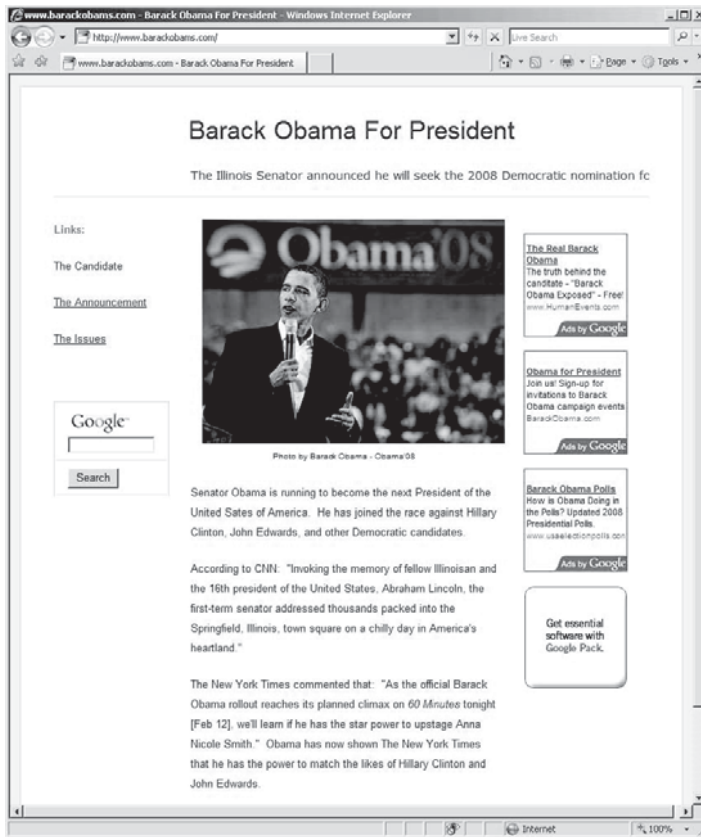 www.barackobams.com - Barack Obama For President - Windows Internet Explorer
http://www.barackobams.com/
Live Search
www.barackobams.com - Barack Obama For President
Page
Tools
Barack Obama For President
The Illinois Senator announced he will seek the 2008 Democratic nomination fc
Links:
The Candidate
The Announcement
The Issues
Google
Search
Obama'08
Photo by Barack Obama - Obama'08
Senator Obama is running to become the next President of the
United Sates of America. He has joined the race against Hillary
Clinton, John Edwards, and other Democratic candidates.
According to CNN: "Invoking the memory of fellow Illinoisan and
the 16th president of the United States, Abraham Lincoln, the
first-term senator addressed thousands packed into the
Springfield, Illinois, town square on a chilly day in America's
heartland."
The New York Times commented that: "As the official Barack
Obama rollout reaches its planned climax on 60 Minutes tonight
[Feb 12], we'll learn if he has the star power to upstage Anna
Nicole Smith." Obama has now shown The New York Times
that he has the power to match the likes of Hillary Clinton and
John Edwards.
The Real Barack
Obama
The truth behind the
canditate - "Barack
Obama Exposed" - Free!
www.HumanEvents.com
Ads by Google
Obama for President
Join us! Sign-up for
invitations to Barack
Obama campaign events
BarackObama.com
Ads by Google
Barack Obama Polls
How is Obama Doing in
the Polls? Updated 2008
Presidential Polls.
www.usaelectionpolls.con
Ads by Google
Get essential
software with
Google Pack.
Internet
100%